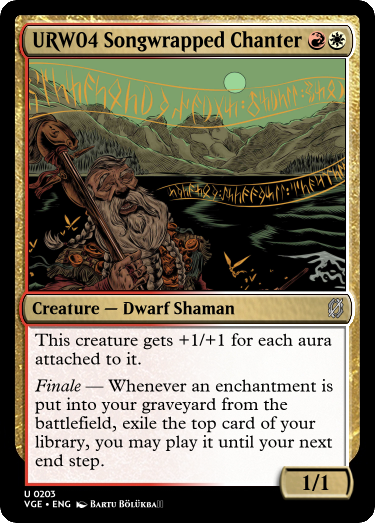 URW04 Songwrapped Chanter
Creature — Dwarf Shaman
This creature gets +1/+1 for each aura
attached to it.
Finale — Whenever an enchantment is
put into your graveyard from the
battlefield, exile the top card of your
library, you may play it until your next
end step.
1/1
U 0203
VGE • ENG Bartu